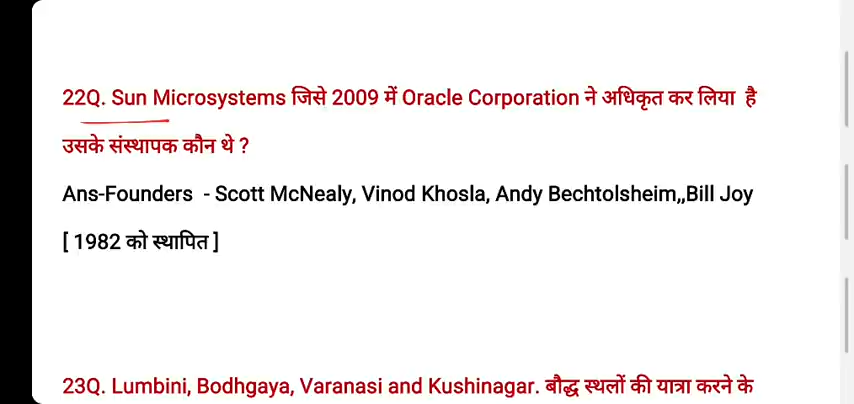 22Q. Sun Microsystems जिसे 2009 में Oracle Corporation ने अधिकृत कर लिया है
उसके संस्थापक कौन थे ?
Ans-Founders - Scott McNealy, Vinod Khosla, Andy Bechtolsheim,,Bill Joy
[ 1982 को स्थापित ]
23Q. Lumbini, Bodhgaya, Varanasi and Kushinagar. बौद्ध स्थलों की यात्रा करने के